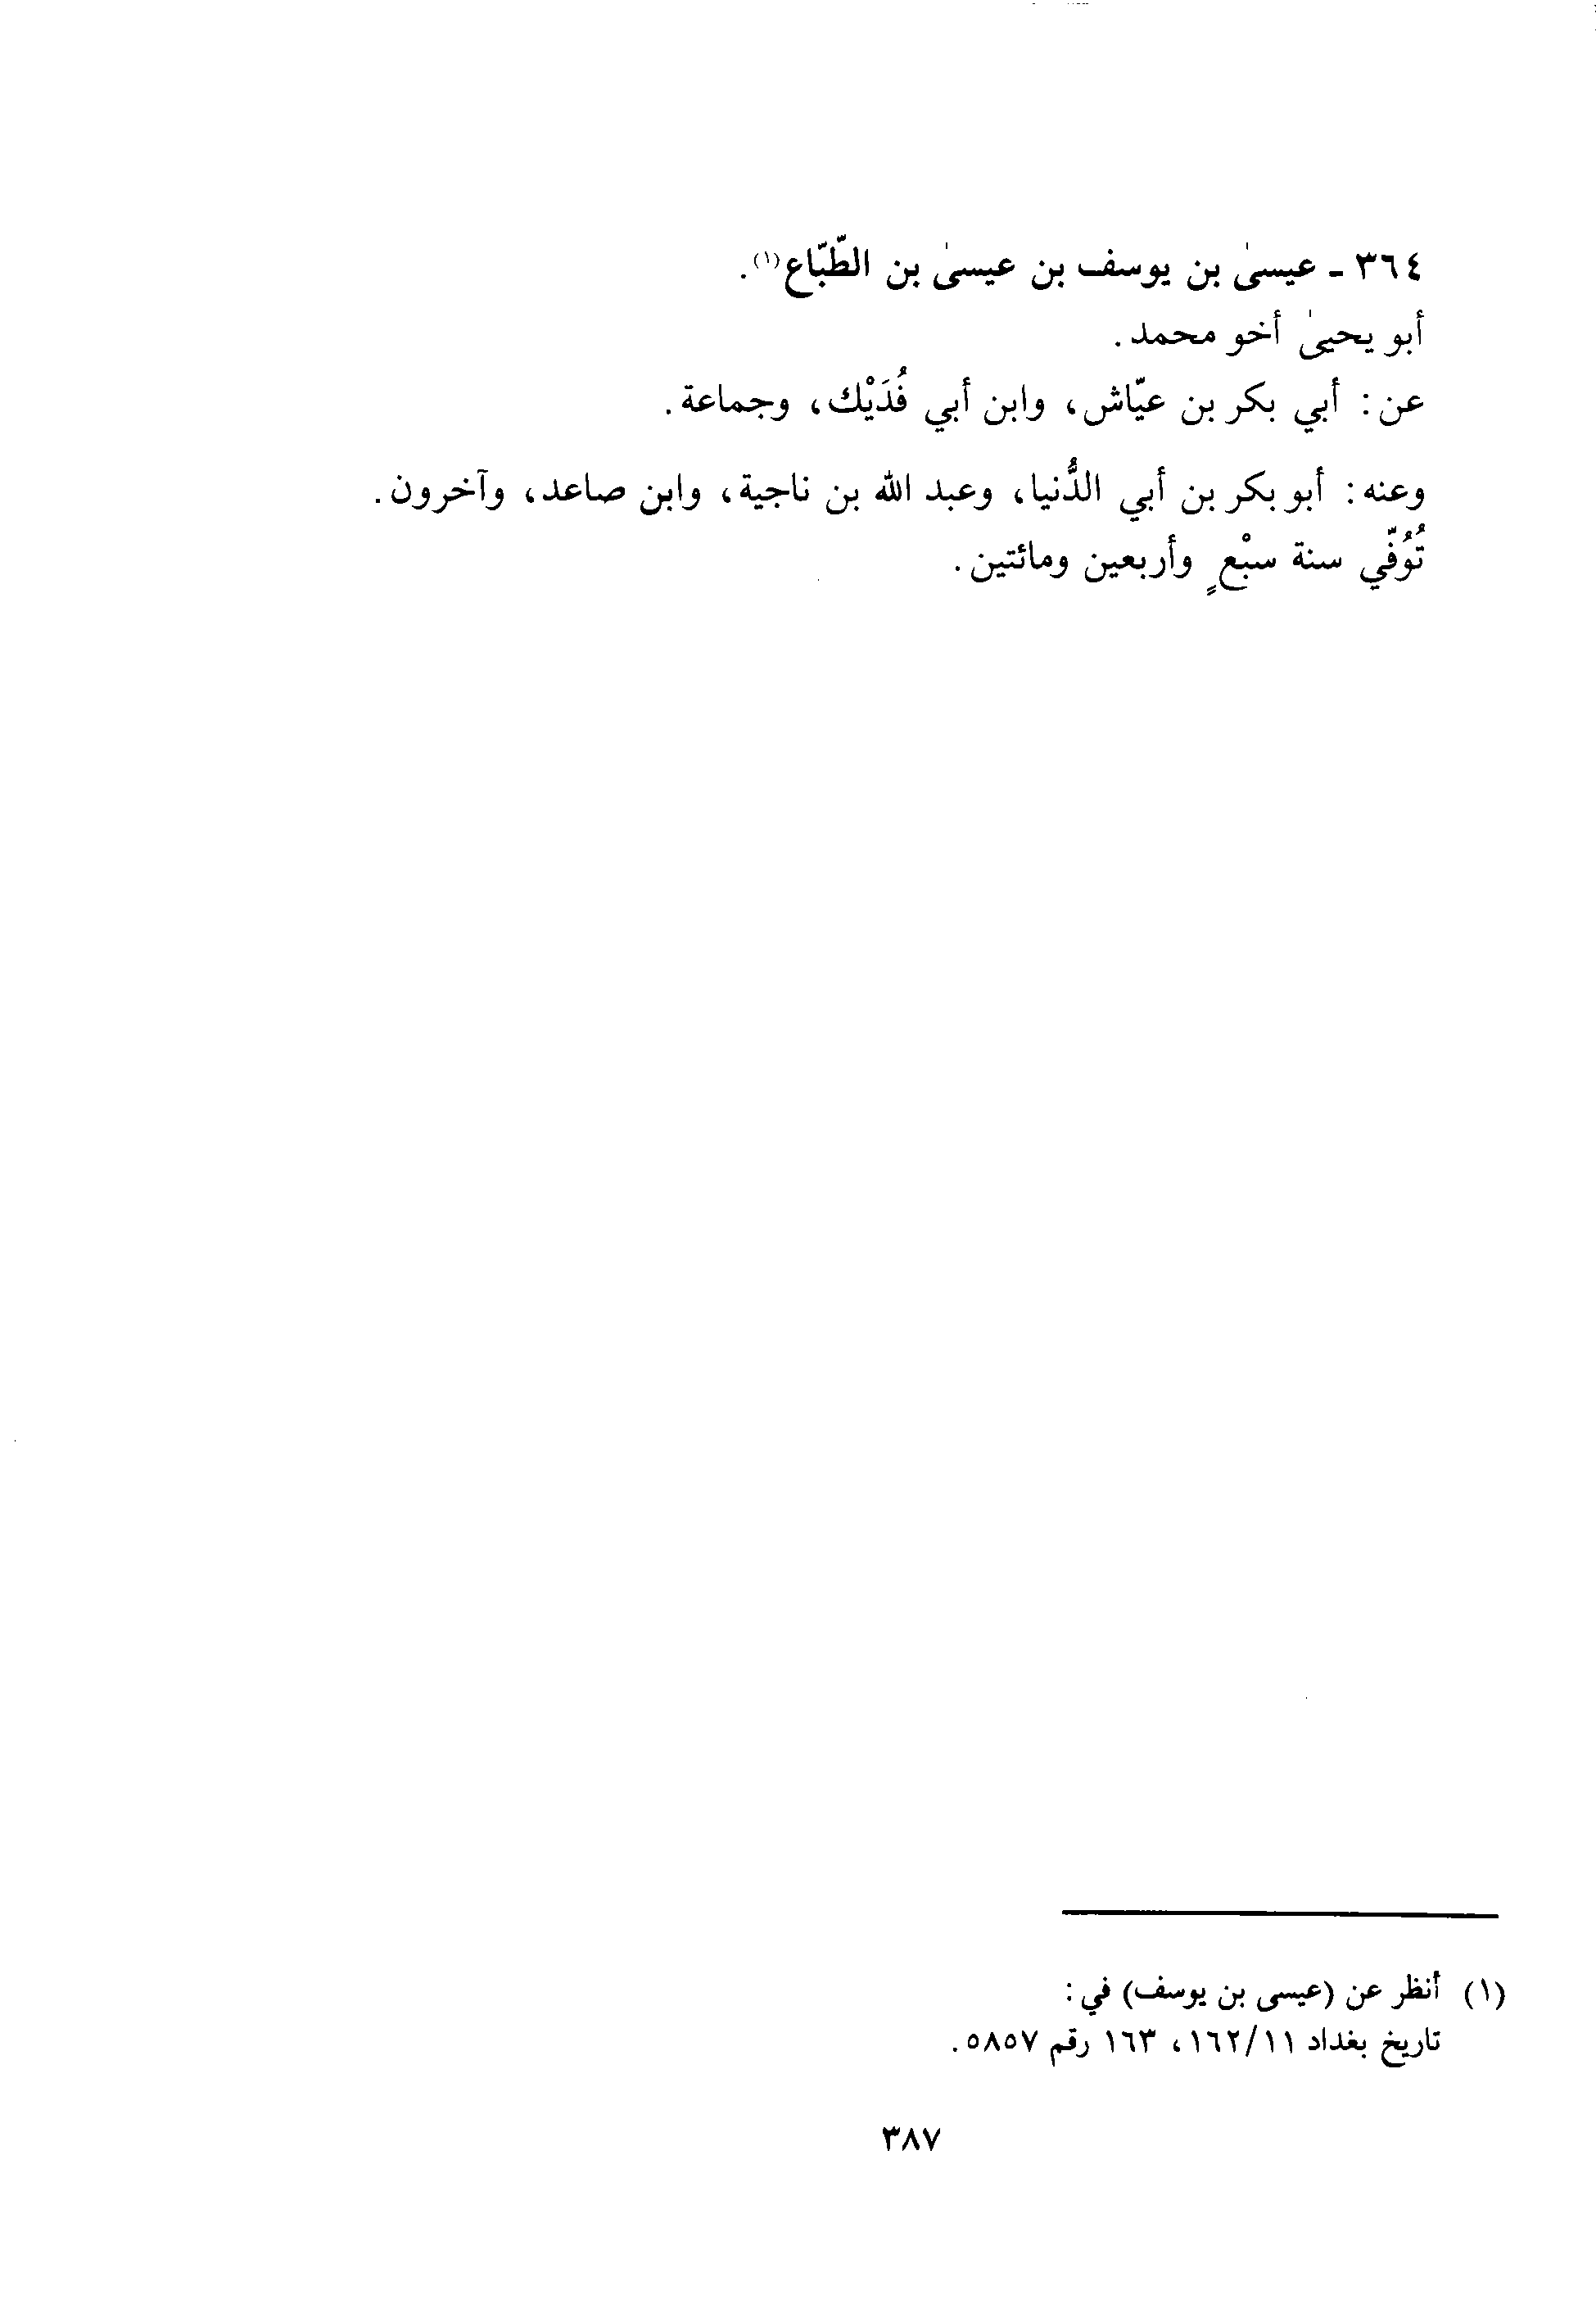 ٣٦٤ ـ عيسىٰ بن يوسف بن عيسىٰ بن الطّبّاع⁽¹⁾.
أبو يحيىٰ أخو محمد.
عن: أبي بكر بن عيّاش، وابن أبي فُدَيْك، وجماعة.
وعنه: أبو بكر بن أبي الدُّنيا، وعبد الله بن ناجية، وابن صاعد، وآخرون.
تُوُفّي سنة سبْعٍ وأربعين ومائتين.
(١) أنظر عن (عيسى بن يوسف) في:
تاريخ بغداد ١١/١٦٢، ١٦٣ رقم ٥٨٥٧.
٣٨٧